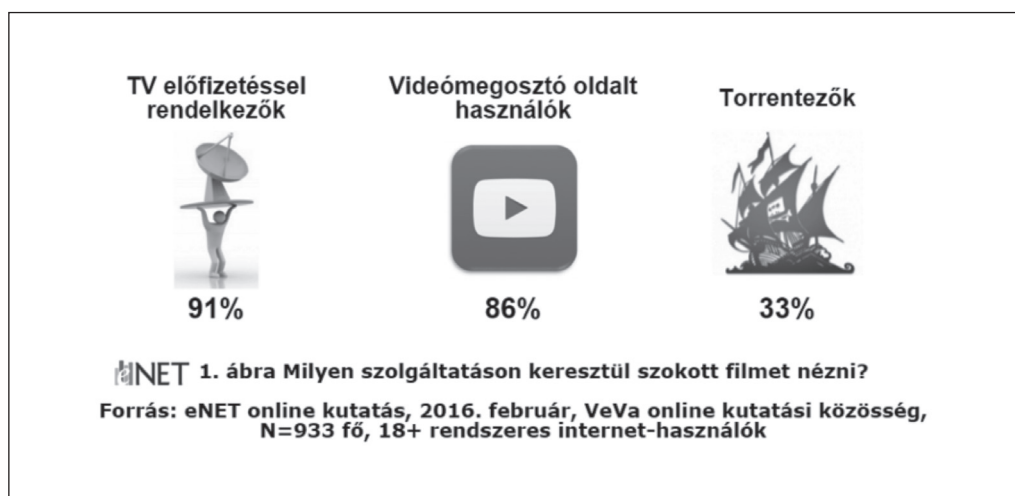 TV előfizetéssel
rendelkezők
Videómegosztó oldalt
használók
Torrentezők
91%
86%
33%
eNET 1. ábra Milyen szolgáltatáson keresztül szokott filmet nézni?
Forrás: eNET online kutatás, 2016. február, VeVa online kutatási közösség,
N=933 fő, 18+ rendszeres internet-használók